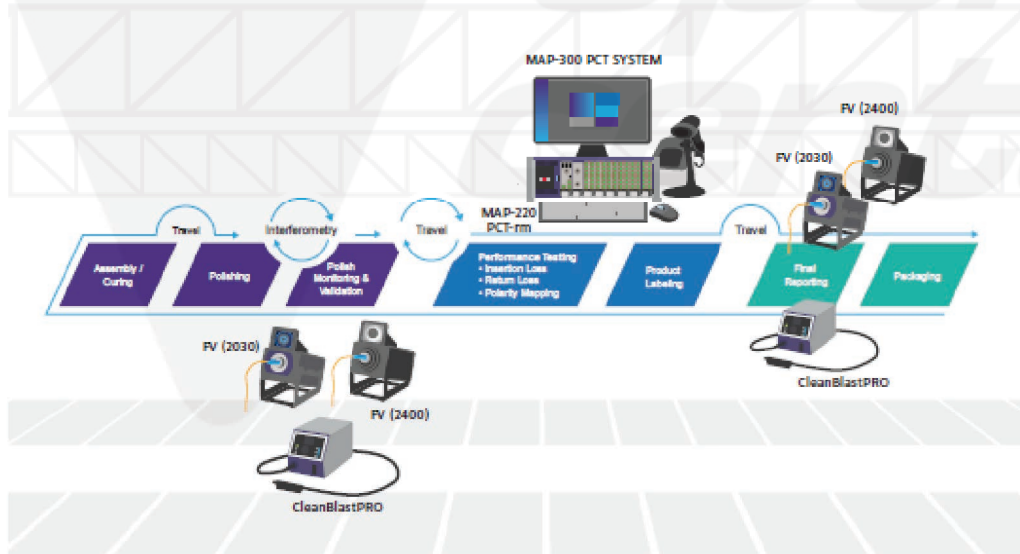 MAP-300 PCT SYSTEM
FV (2400)
FV (2030)
MAP-220
PCT-rm
Travel
Interferometry
Travel
Travel
Assembly /
Curing
Polishing
Polish
Monitoring &
Validation
Performance Testing
• Insertion Loss
• Return Loss
• Polarity Mapping
Product
Labeling
Final
Reporting
Packaging
FV (2030)
FV (2400)
CleanBlastPRO
CleanBlastPRO